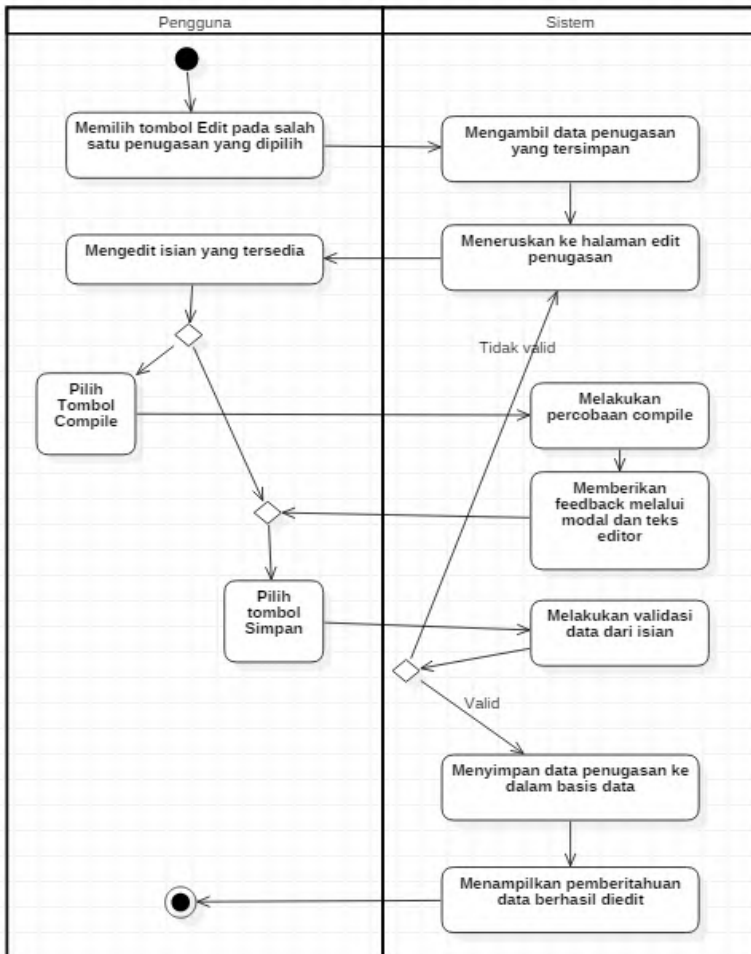 Pengguna
Sistem
Memilih tombol Edit pada salah
satu penugasan yang dipilih
Mengambil data penugasan
yang tersimpan
Mengedit isian yang tersedia
Meneruskan ke halaman edit
penugasan
Tidak valid
Pilih
Tombol
Compile
Melakukan
percobaan compile
Memberikan
feedback melalui
modal dan teks
editor
Pilih
tombol
Simpan
Melakukan validasi
data dari isian
Valid
Menyimpan data penugasan ke
dalam basis data
Menampilkan pemberitahuan
data berhasil diedit